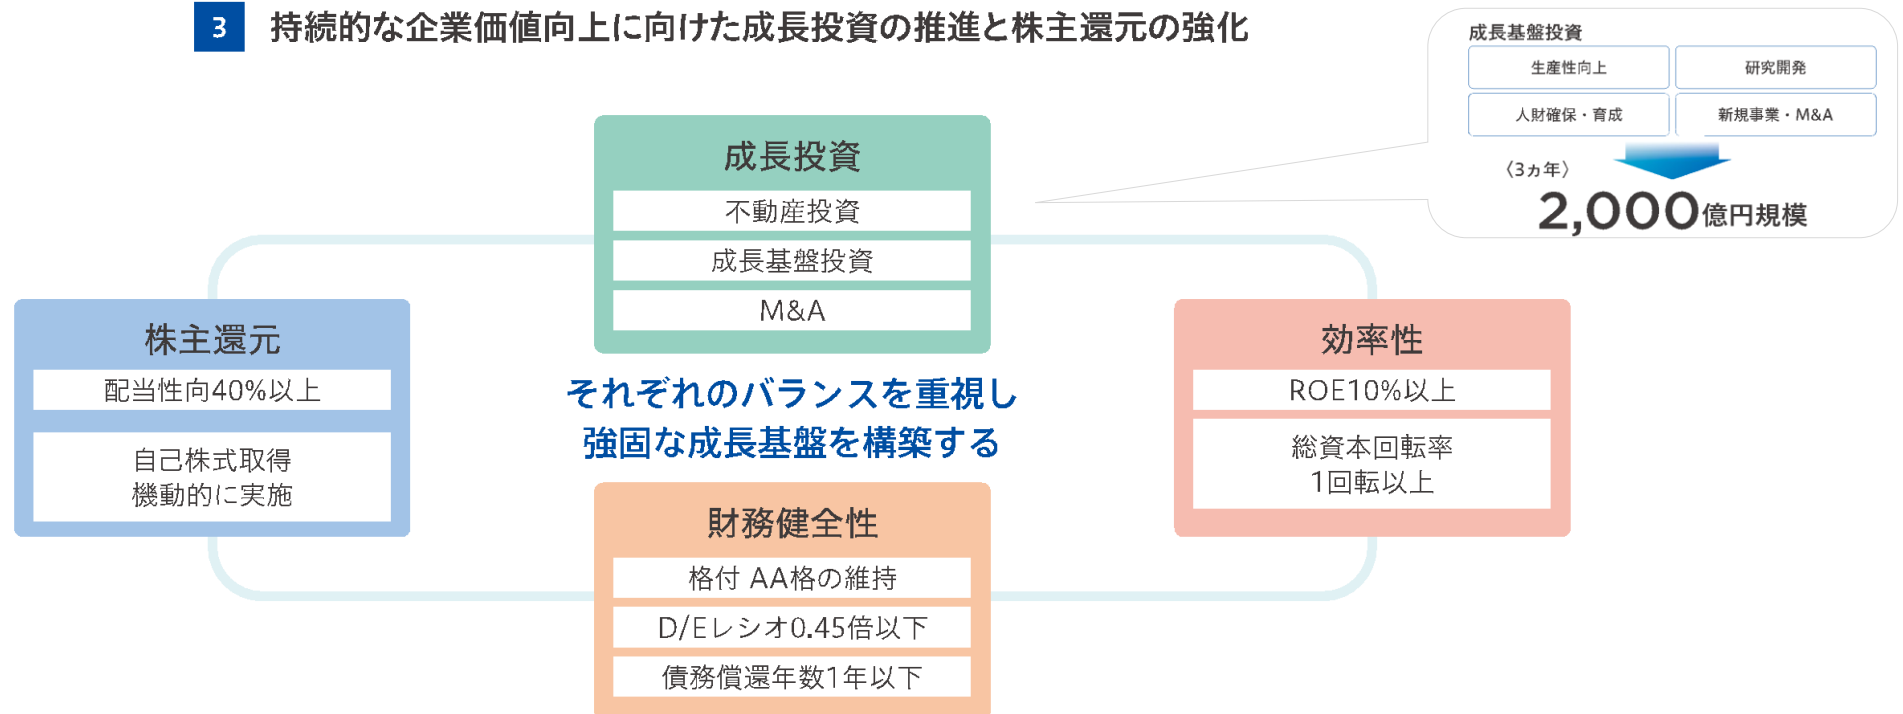 3 持続的な企業価値向上に向けた成長投資の推進と株主還元の強化
成長基盤投資
生産性向上
研究開発
人財確保・育成
新規事業・M&A
〈3ヵ年〉
2,000億円規模
成長投資
不動産投資
成長基盤投資
M&A
株主還元
配当性向40%以上
自己株式取得
機動的に実施
それぞれのバランスを重視し
強固な成長基盤を構築する
効率性
ROE10%以上
総資本回転率
1回転以上
財務健全性
格付 AA格の維持
D/Eレシオ0.45倍以下
債務償還年数1年以下